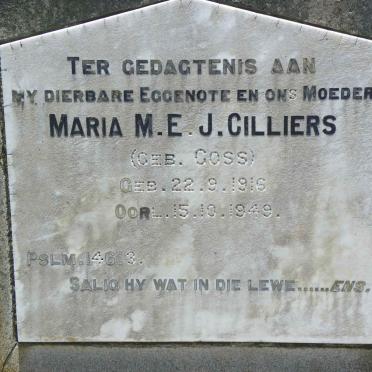 TER GEDAGTENIS AAN
MY DIERBARE EGGENOTE EN ONS MOEDER
MARIA M.E.J. CILLIERS
(GEB. GOSS)
GEB. 22.9.1916
OORL. 15.10.1949.
PSLM. 146:3.
SALIG HY WAT IN DIE LEWE......ENS.